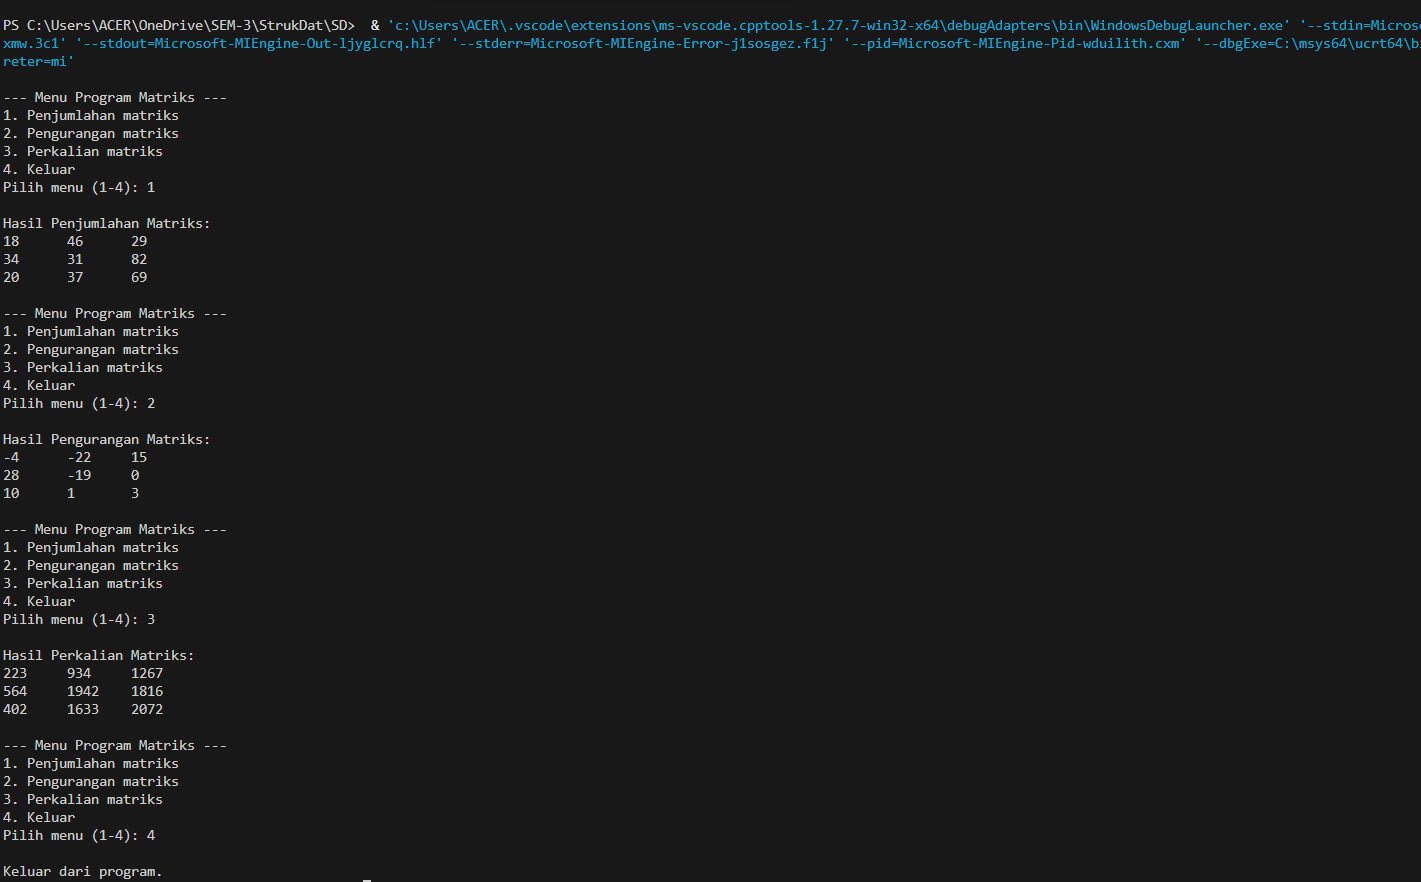 PS C:\Users\ACER\OneDrive\SEM-3\StrukDat\SD>  & 'c:\Users\ACER\.vscode\extensions\ms-vscode.cpptools-1.27.7-win32-x64\debugAdapters\bin\WindowsDebugLauncher.exe' '--stdin=Micros
xmw.3c1' '--stdout=Microsoft-MIEngine-Out-ljyglcrq.hlf' '--stderr=Microsoft-MIEngine-Error-j1sosgez.f1j' '--pid=Microsoft-MIEngine-Pid-wduilith.cxm' '--dbgExe=C:\msys64\ucrt64\bi
reter=mi'
--- Menu Program Matriks ---
1. Penjumlahan matriks
2. Pengurangan matriks
3. Perkalian matriks
4. Keluar
Pilih menu (1-4): 1
Hasil Penjumlahan Matriks:
18 46 29
34 31 82
20 37 69
--- Menu Program Matriks ---
1. Penjumlahan matriks
2. Pengurangan matriks
3. Perkalian matriks
4. Keluar
Pilih menu (1-4): 2
Hasil Pengurangan Matriks:
-4 -22 15
28 -19 0
10 1 3
--- Menu Program Matriks ---
1. Penjumlahan matriks
2. Pengurangan matriks
3. Perkalian matriks
4. Keluar
Pilih menu (1-4): 3
Hasil Perkalian Matriks:
223 934 1267
564 1942 1816
402 1633 2072
--- Menu Program Matriks ---
1. Penjumlahan matriks
2. Pengurangan matriks
3. Perkalian matriks
4. Keluar
Pilih menu (1-4): 4
Keluar dari program.